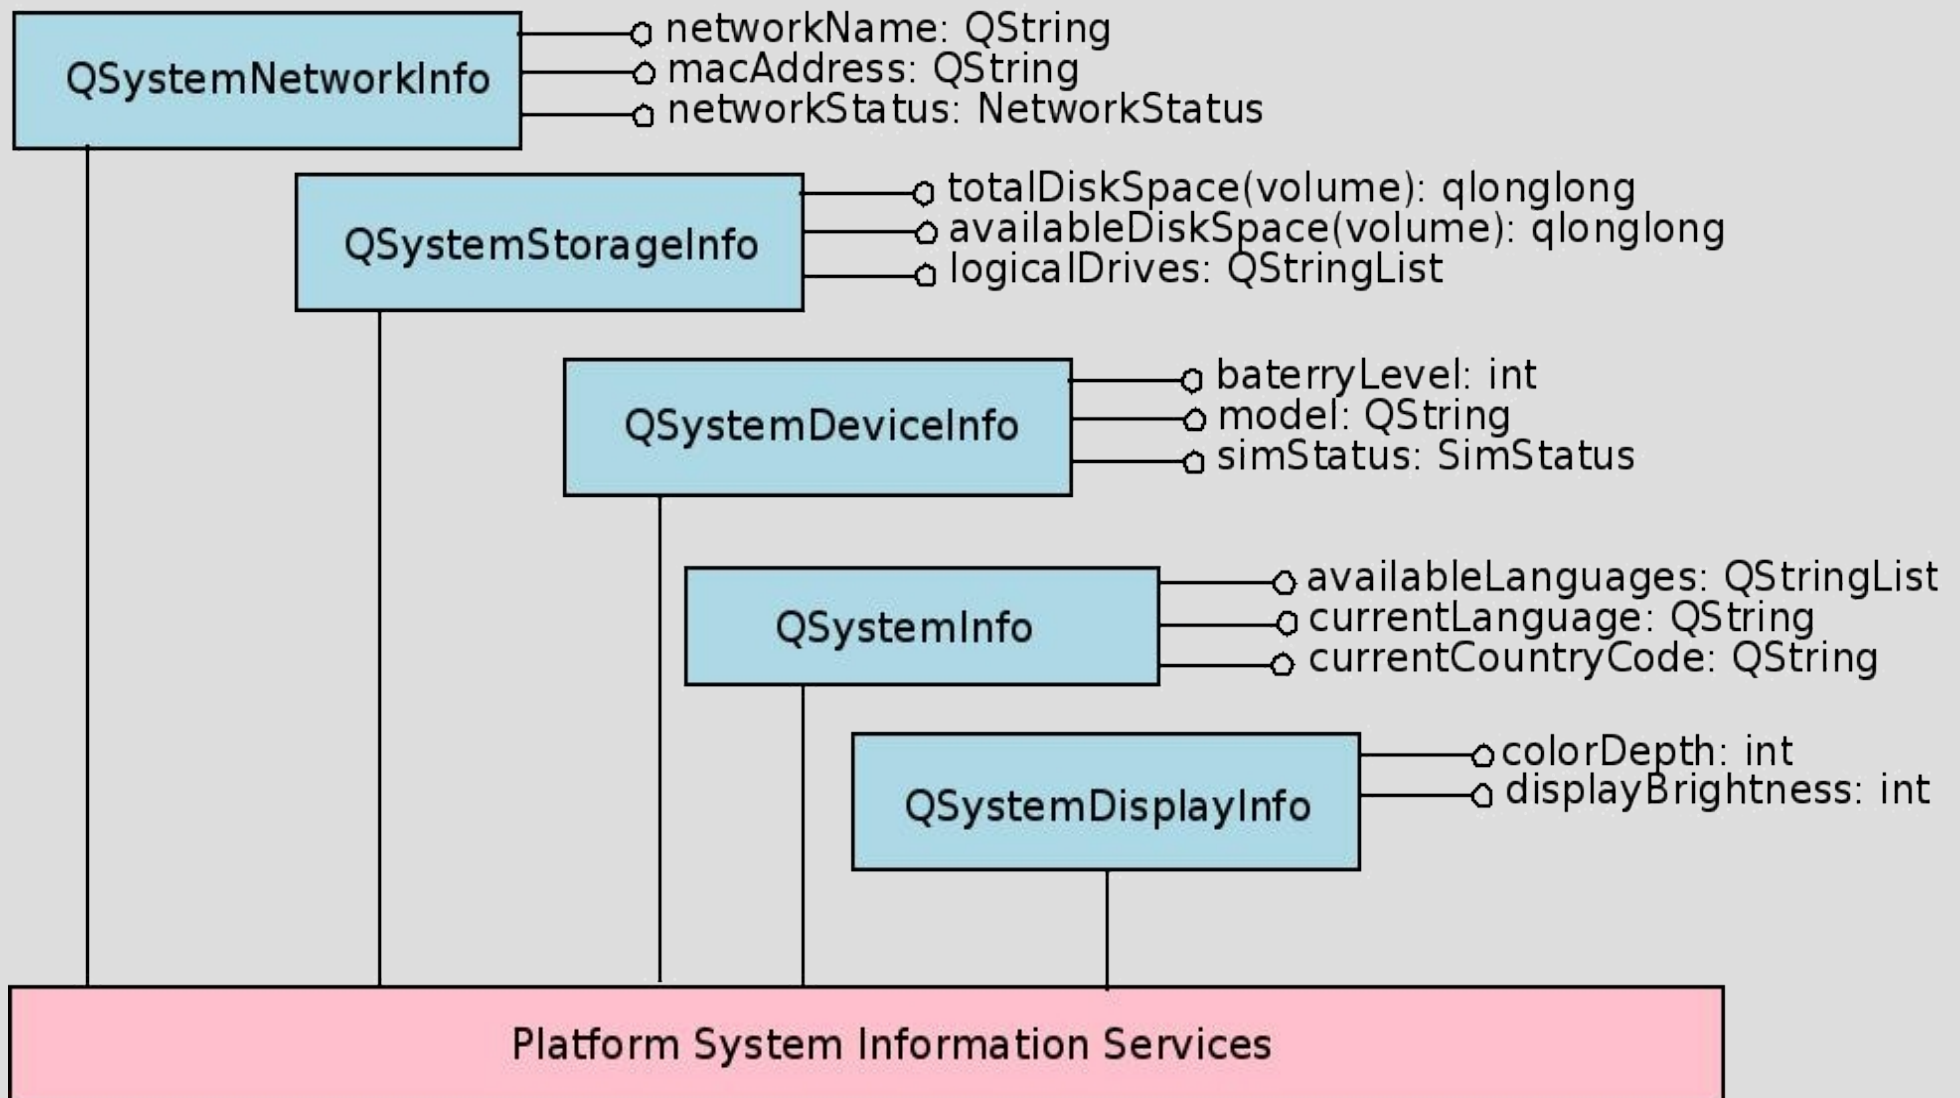 QSystemNetworkInfo
networkName: QString
macAddress: QString
networkStatus: NetworkStatus
QSystemStorageInfo
totalDiskSpace(volume): qlonglong
availableDiskSpace(volume): qlonglong
logicalDrives: QStringList
QSystemDeviceInfo
baterryLevel: int
model: QString
simStatus: SimStatus
QSystemInfo
availableLanguages: QStringList
currentLanguage: QString
currentCountryCode: QString
QSystemDisplayInfo
colorDepth: int
displayBrightness: int
Platform System Information Services